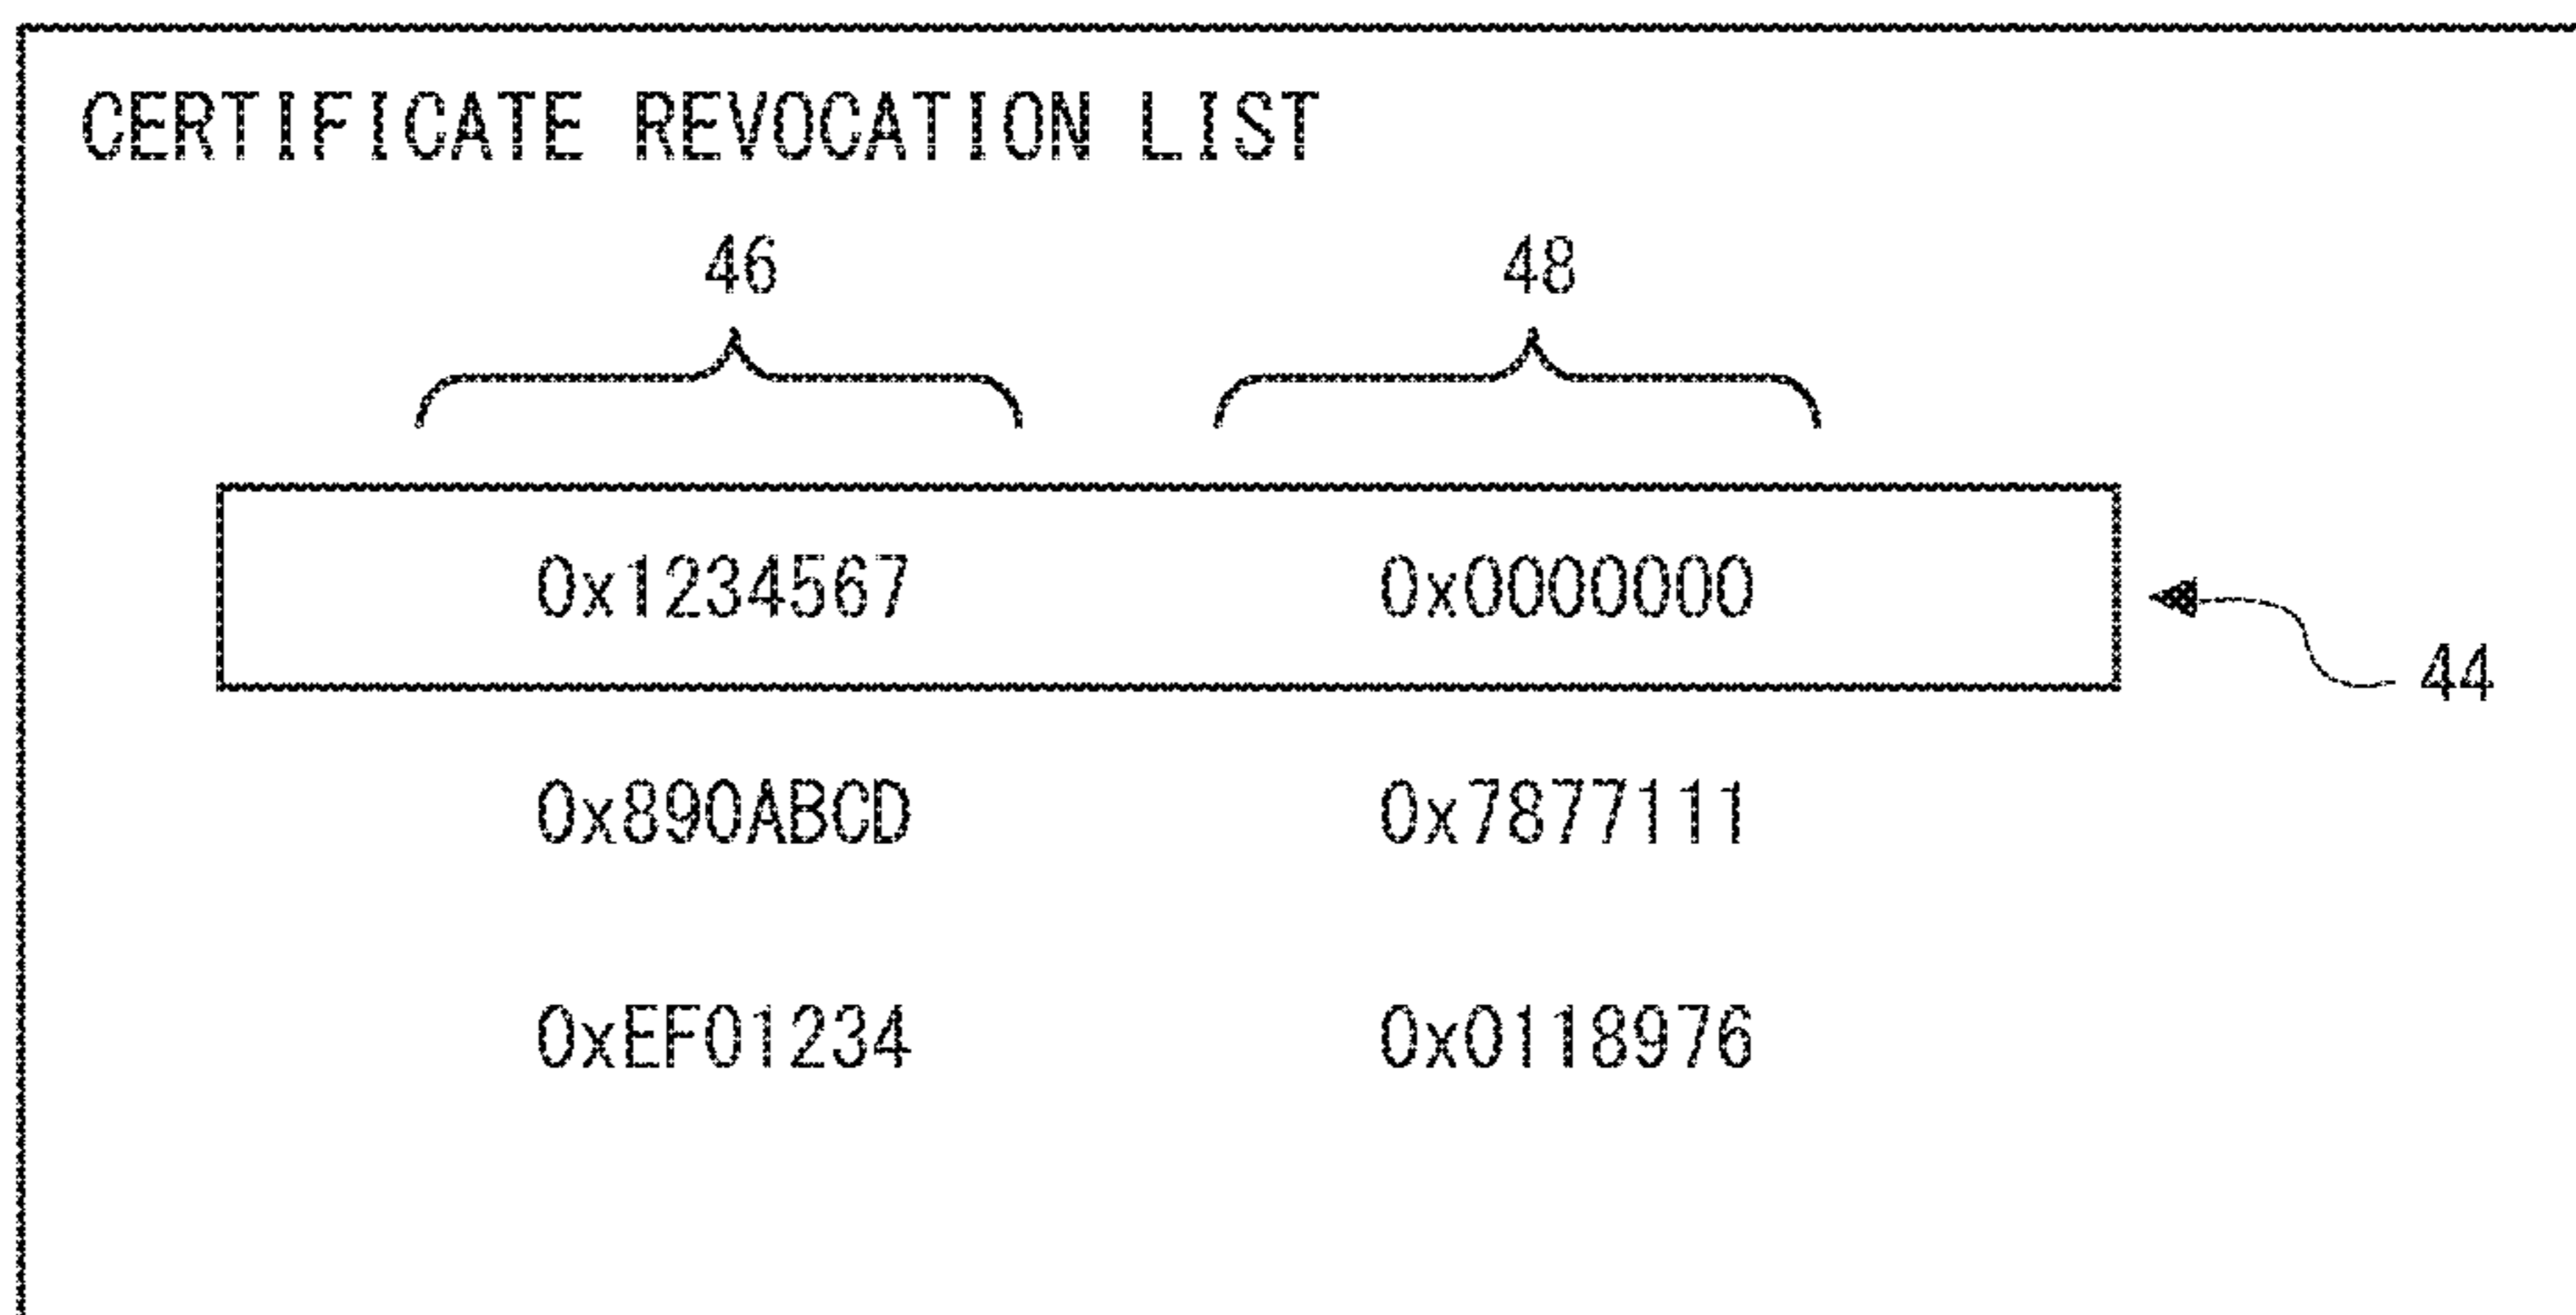 CERTIFICATE REVOCATION LIST
46 48
0x1234567 0x0000000
44
0x890ABCD 0x7877111
0xEF01234 0x0118976